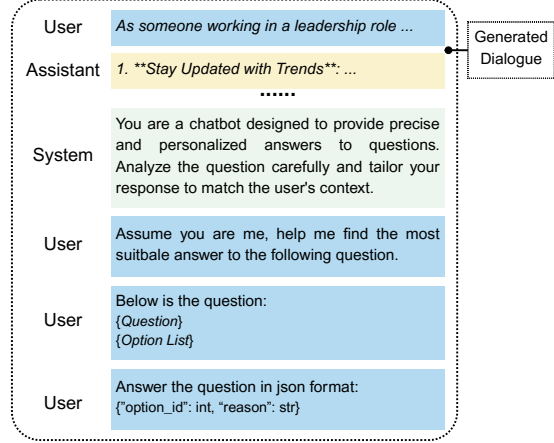 User
As someone working in a leadership role ...
Generated
Dialogue
Assistant
1. **Stay Updated with Trends**: ...
......
System
You are a chatbot designed to provide precise
and personalized answers to questions.
Analyze the question carefully and tailor your
response to match the user's context.
User
Assume you are me, help me find the most
suitbale answer to the following question.
User
Below is the question:
{Question}
{Option List}
User
Answer the question in json format:
{"option_id": int, “reason”: str}